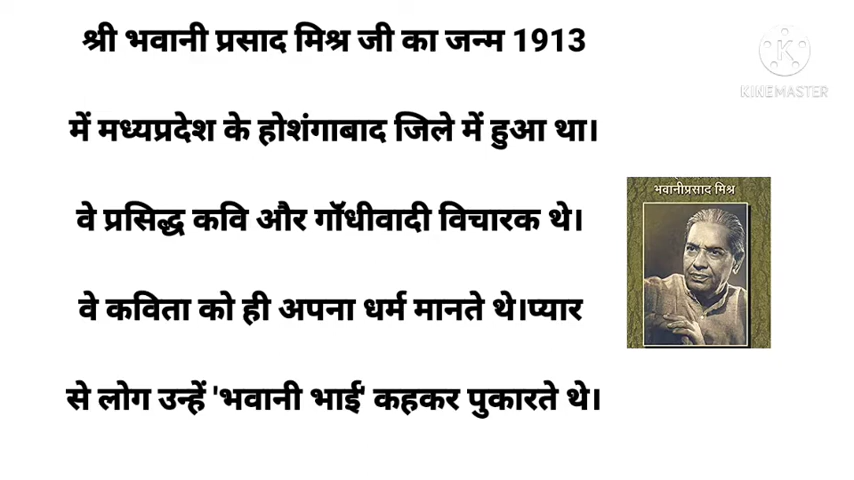 श्री भवानी प्रसाद मिश्र जी का जन्म 1913
में मध्यप्रदेश के होशंगाबाद जिले में हुआ था।
वे प्रसिद्ध कवि और गॉधीवादी विचारक थे।
वे कविता को ही अपना धर्म मानते थे।प्यार
से लोग उन्हें 'भवानी भाई' कहकर पुकारते थे।
KINEMASTER
भवानीप्रसाद मिश्र